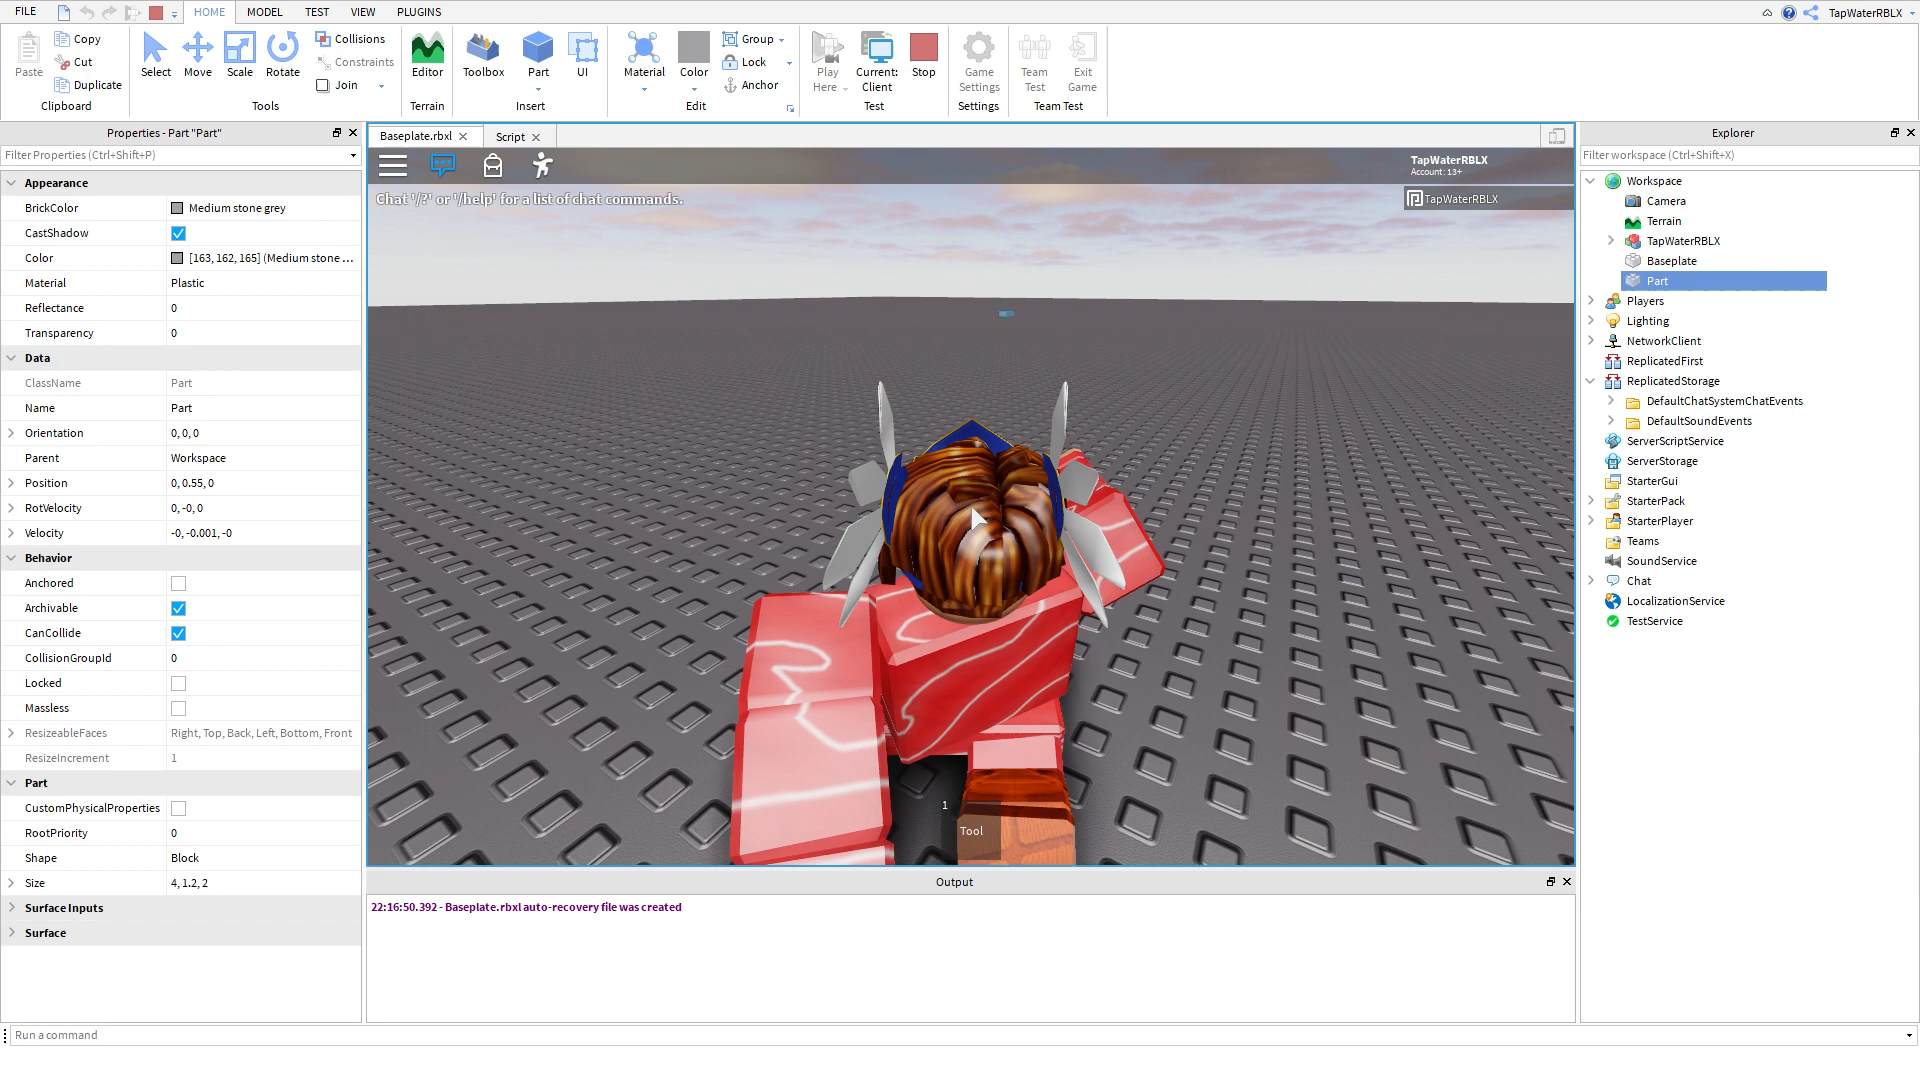 FILE HOME MODEL TEST VIEW PLUGINS TapWaterRBLX
Paste Copy Cut Duplicate
Clipboard
Select Move Scale Rotate Collisions Constraints Join
Tools
Editor
Terrain
Toolbox Part UI
Insert
Material Color Group Lock Anchor
Edit
Play Here Current: Client Stop
Test
Game Settings
Settings
Team Test Exit Game
Team Test
Properties - Part "Part"
Filter Properties (Ctrl+Shift+P)
Appearance
BrickColor Medium stone grey
CastShadow
Color [163, 162, 165] (Medium stone ...
Material Plastic
Reflectance 0
Transparency 0
Data
ClassName Part
Name Part
Orientation 0, 0, 0
Parent Workspace
Position 0, 0.55, 0
RotVelocity 0, -0, 0
Velocity -0, -0.001, -0
Behavior
Anchored
Archivable
CanCollide
CollisionGroupId 0
Locked
Massless
ResizeableFaces Right, Top, Back, Left, Bottom, Front
ResizeIncrement 1
Part
CustomPhysicalProperties
RootPriority 0
Shape Block
Size 4, 1.2, 2
Surface Inputs
Surface
Baseplate.rbxl Script
TapWaterRBLX
Account: 13+
Chat '/?' or '/help' for a list of chat commands.
TapWaterRBLX
1
Tool
Output
22:16:50.392 - Baseplate.rbxl auto-recovery file was created
Explorer
Filter workspace (Ctrl+Shift+X)
Workspace
Camera
Terrain
TapWaterRBLX
Baseplate
Part
Players
Lighting
NetworkClient
ReplicatedFirst
ReplicatedStorage
DefaultChatSystemChatEvents
DefaultSoundEvents
ServerScriptService
ServerStorage
StarterGui
StarterPack
StarterPlayer
Teams
SoundService
Chat
LocalizationService
TestService
Run a command